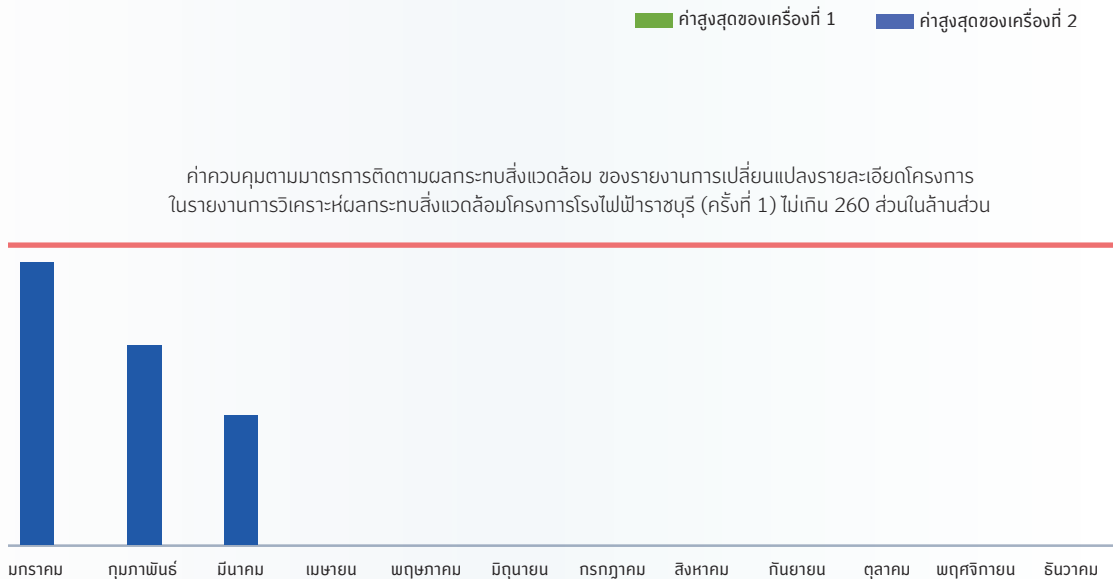 ค่าสูงสุดของเครื่องที่ 1 ค่าสูงสุดของเครื่องที่ 2
ค่าควบคุมตามมาตรการติดตามผลกระทบสิ่งแวดล้อม ของรายงานการเปลี่ยนแปลงรายละเอียดโครงการ
ในรายงานการวิเคราะห์ผลกระทบสิ่งแวดล้อมโครงการโรงไฟฟ้าราชบุรี (ครั้งที่ 1) ไม่เกิน 260 ส่วนในล้านส่วน
มกราคม กุมภาพันธ์ มีนาคม เมษายน พฤษภาคม มิถุนายน กรกฎาคม สิงหาคม กันยายน ตุลาคม พฤศจิกายน ธันวาคม